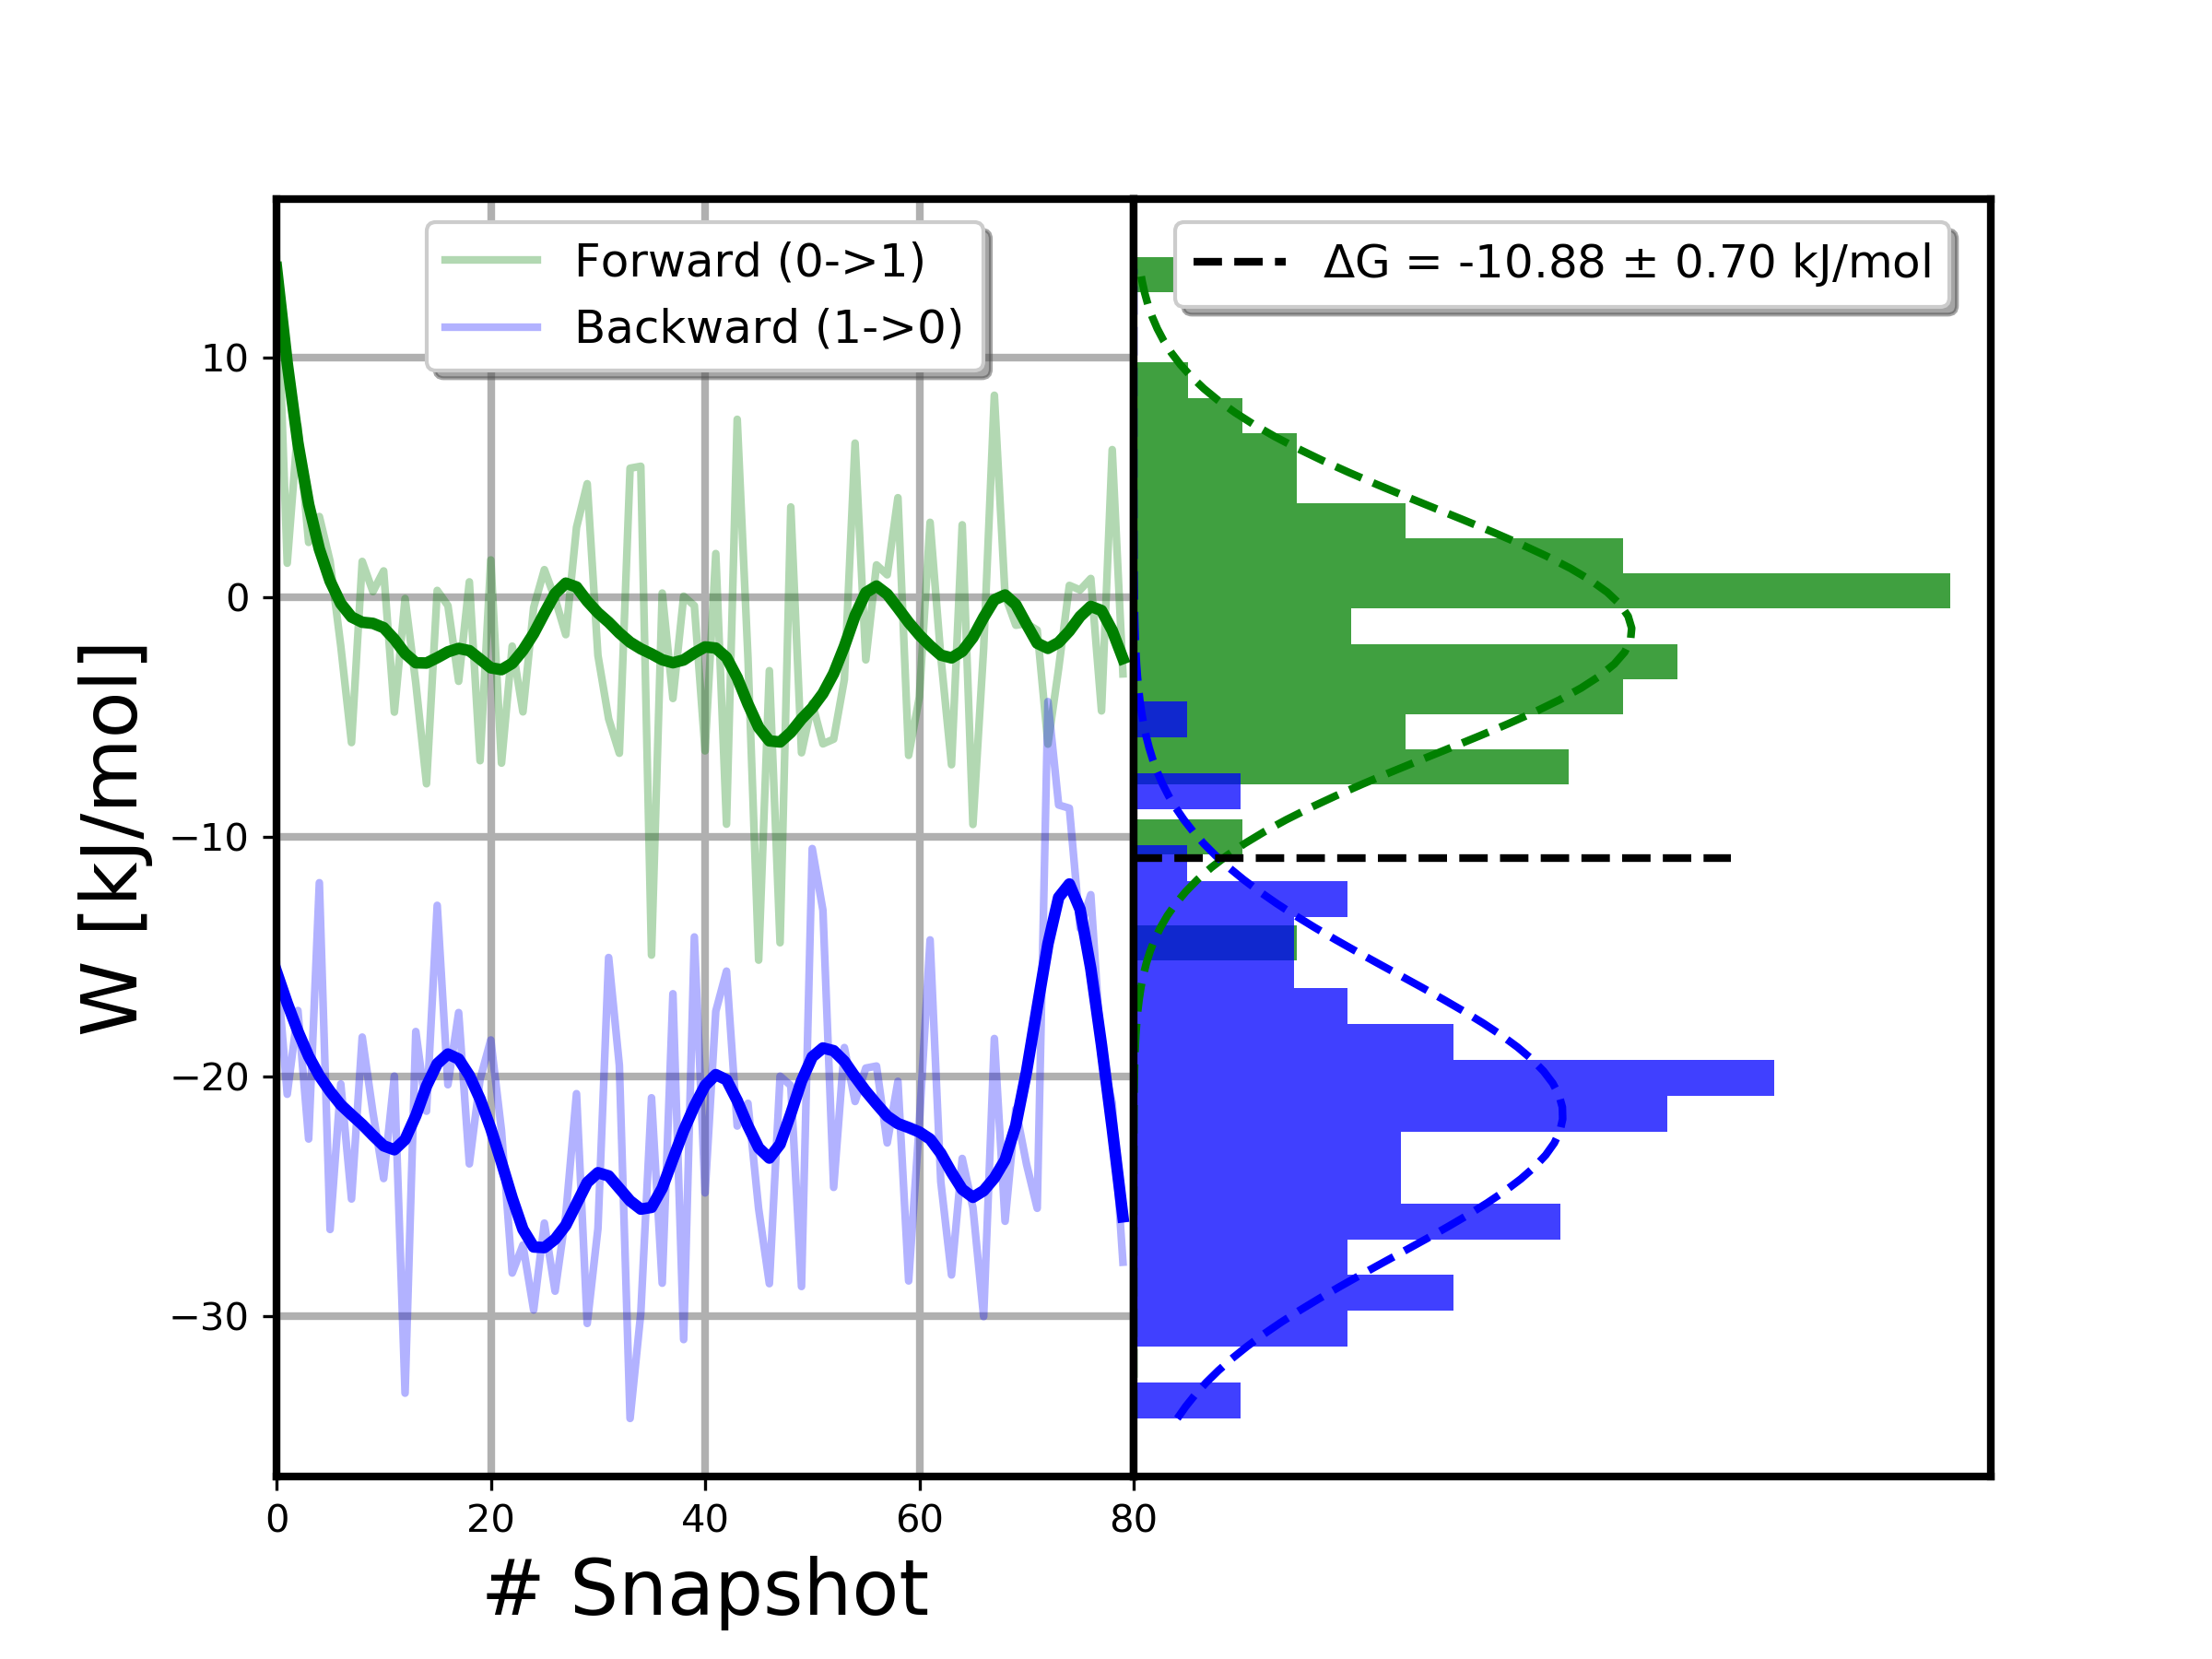 Forward (0->1)
Backward (1->0)
ΔG = -10.88 ± 0.70 kJ/mol
W [kJ/mol]
10
0
−10
−20
−30
0 20 40 60 80
# Snapshot